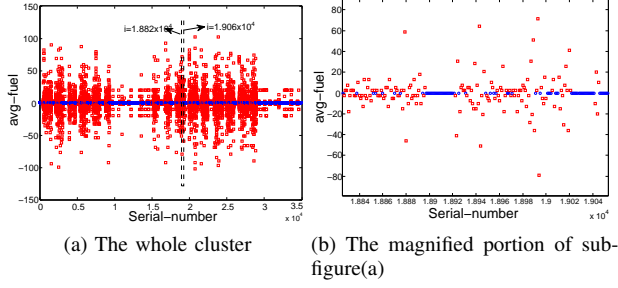 150
100
50
0
-50
-100
-150
avg-fuel
i=1.882x10⁴
i=1.906x10⁴
0 0.5 1 1.5 2 2.5 3 3.5
x 10⁴
Serial-number
(a) The whole cluster
80
60
40
20
0
-20
-40
-60
-80
avg-fuel
1.884 1.886 1.888 1.89 1.892 1.894 1.896 1.898 1.9 1.902 1.904
x 10⁴
Serial-number
(b) The magnified portion of sub-
figure(a)